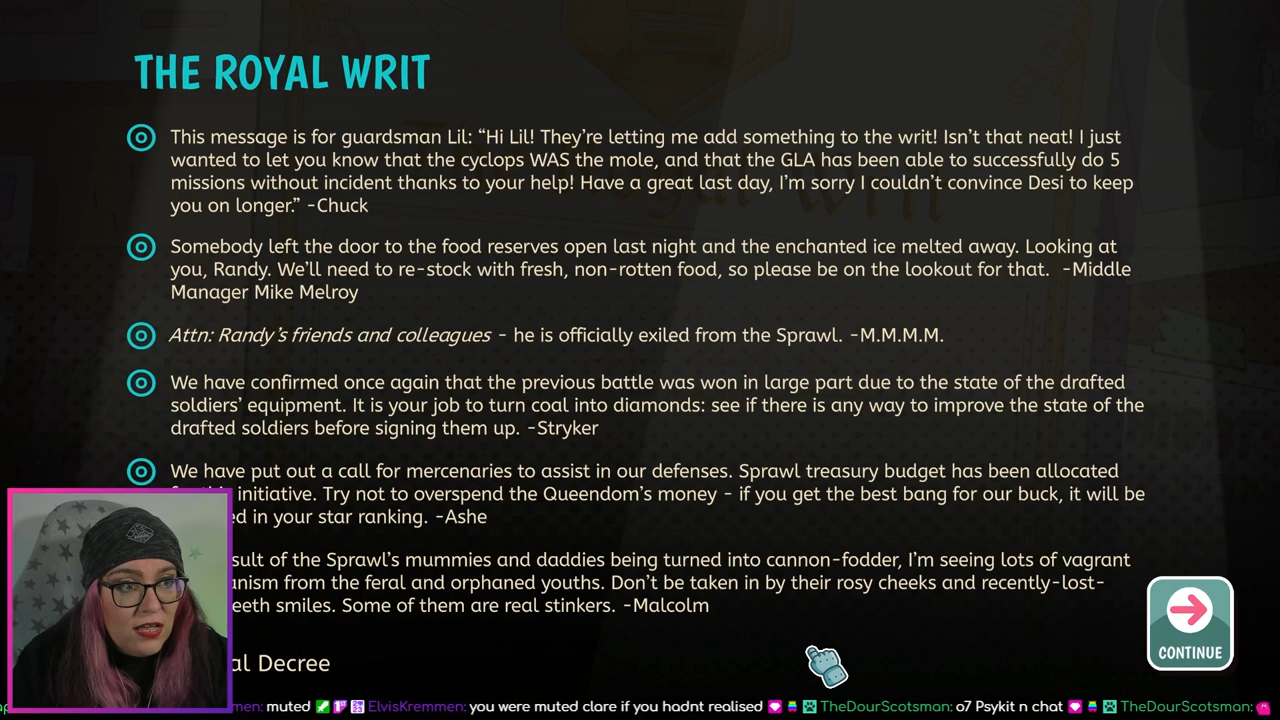 THE ROYAL WRIT
This message is for guardsman Lil: “Hi Lil! They’re letting me add something to the writ! Isn’t that neat! I just
wanted to let you know that the cyclops WAS the mole, and that the GLA has been able to successfully do 5
missions without incident thanks to your help! Have a great last day, I’m sorry I couldn’t convince Desi to keep
you on longer.” -Chuck
Somebody left the door to the food reserves open last night and the enchanted ice melted away. Looking at
you, Randy. We’ll need to re-stock with fresh, non-rotten food, so please be on the lookout for that. -Middle
Manager Mike Melroy
Attn: Randy’s friends and colleagues - he is officially exiled from the Sprawl. -M.M.M.M.
We have confirmed once again that the previous battle was won in large part due to the state of the drafted
soldiers’ equipment. It is your job to turn coal into diamonds: see if there is any way to improve the state of the
drafted soldiers before signing them up. -Stryker
We have put out a call for mercenaries to assist in our defenses. Sprawl treasury budget has been allocated
initiative. Try not to overspend the Queendom’s money - if you get the best bang for our buck, it will be
in your star ranking. -Ashe
of the Sprawl’s mummies and daddies being turned into cannon-fodder, I’m seeing lots of vagrant
from the feral and orphaned youths. Don’t be taken in by their rosy cheeks and recently-lost-
smiles. Some of them are real stinkers. -Malcolm
Decree
CONTINUE
muted ElvisKremmen: you were muted clare if you hadnt realised TheDourScotsman: o7 Psykit n chat TheDourScotsman: